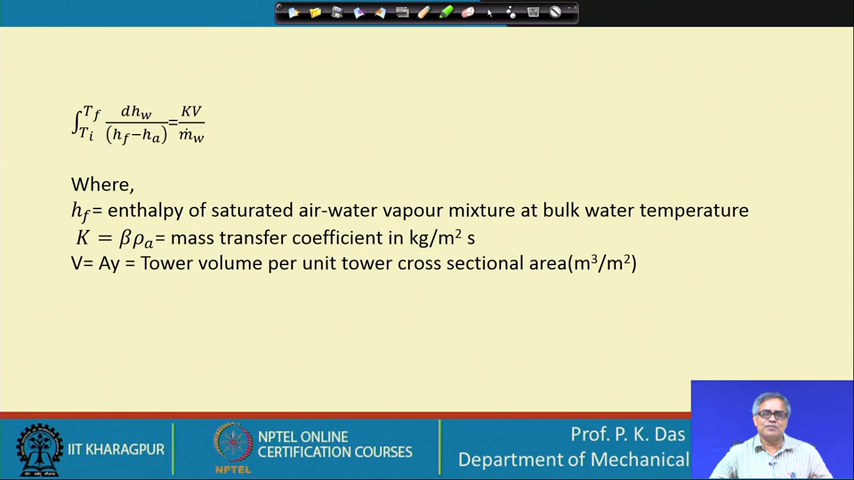 ∫_{T_i}^{T_f} dh_w/(h_f−h_a) = KV/ṁ_w
Where,
h_f= enthalpy of saturated air-water vapour mixture at bulk water temperature
K = βρ_a= mass transfer coefficient in kg/m² s
V= Ay = Tower volume per unit tower cross sectional area(m³/m²)
IIT KHARAGPUR
NPTEL
NPTEL ONLINE
CERTIFICATION COURSES
Prof. P. K. Das
Department of Mechanical